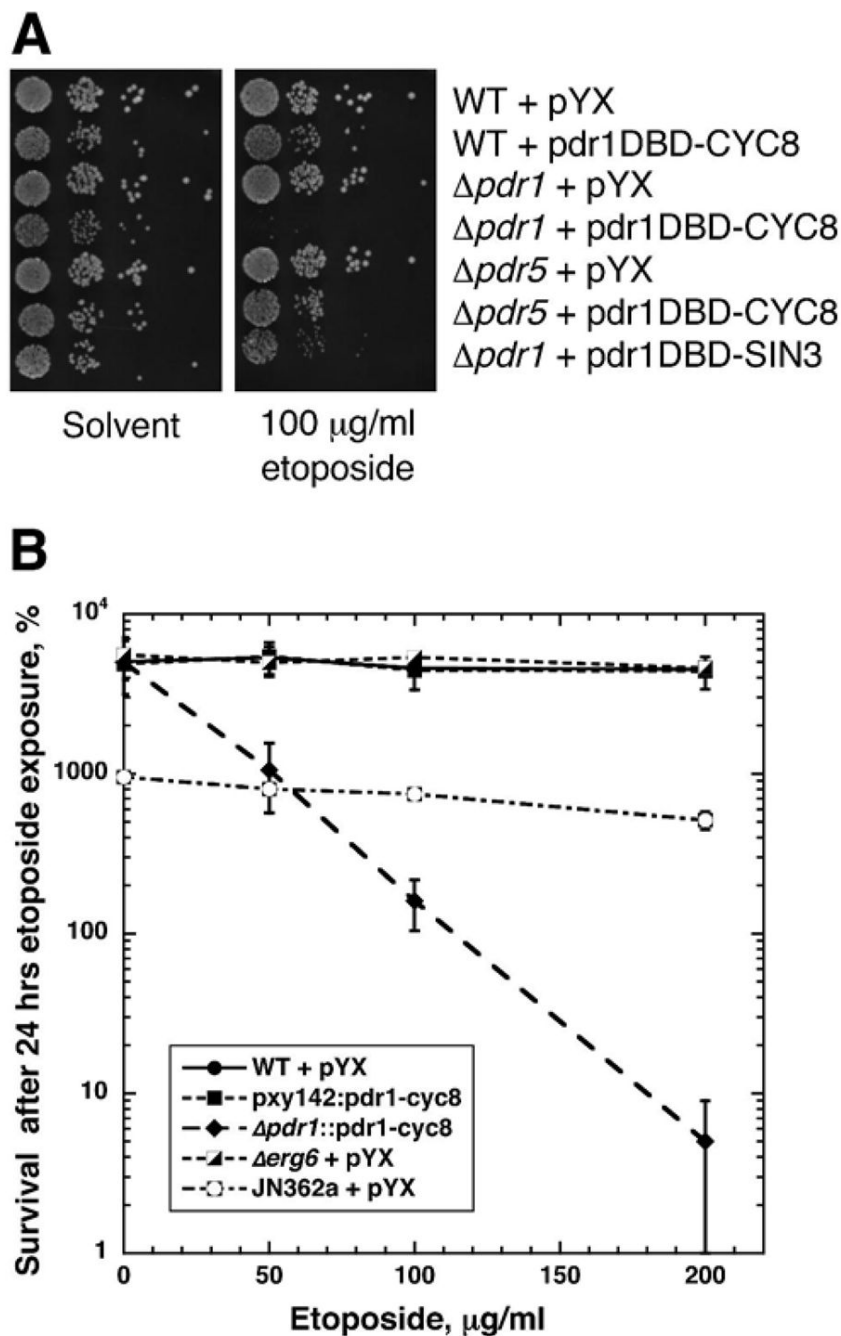 A
WT + pYX
WT + pdr1DBD-CYC8
Δpdr1 + pYX
Δpdr1 + pdr1DBD-CYC8
Δpdr5 + pYX
Δpdr5 + pdr1DBD-CYC8
Δpdr1 + pdr1DBD-SIN3
Solvent
100 μg/ml
etoposide
B
Survival after 24 hrs etoposide exposure, %
10⁴
1000
100
10
1
WT + pYX
pxy142:pdr1-cyc8
Δpdr1::pdr1-cyc8
Δerg6 + pYX
JN362a + pYX
0 50 100 150 200
Etoposide, μg/ml